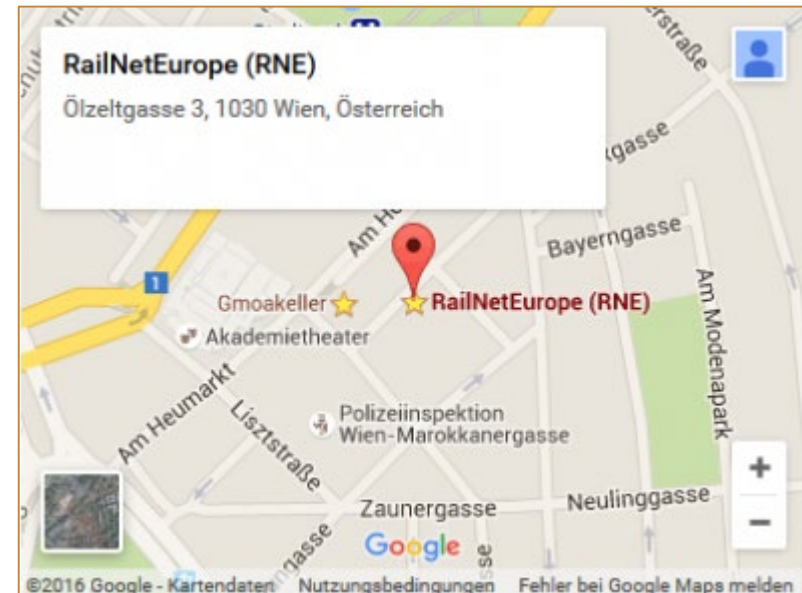 RailNetEurope (RNE)
Ölzeltgasse 3, 1030 Wien, Österreich
Bayerngasse
Am Modenapark
1
Gmoakeller
RailNetEurope (RNE)
Akademietheater
Am Heumarkt
Lisztstraße
Polizeiinspektion
Wien-Marokkanergasse
Zaunergasse
Neulinggasse
Google
+
−
©2016 Google - Kartendaten Nutzungsbedingungen Fehler bei Google Maps melden